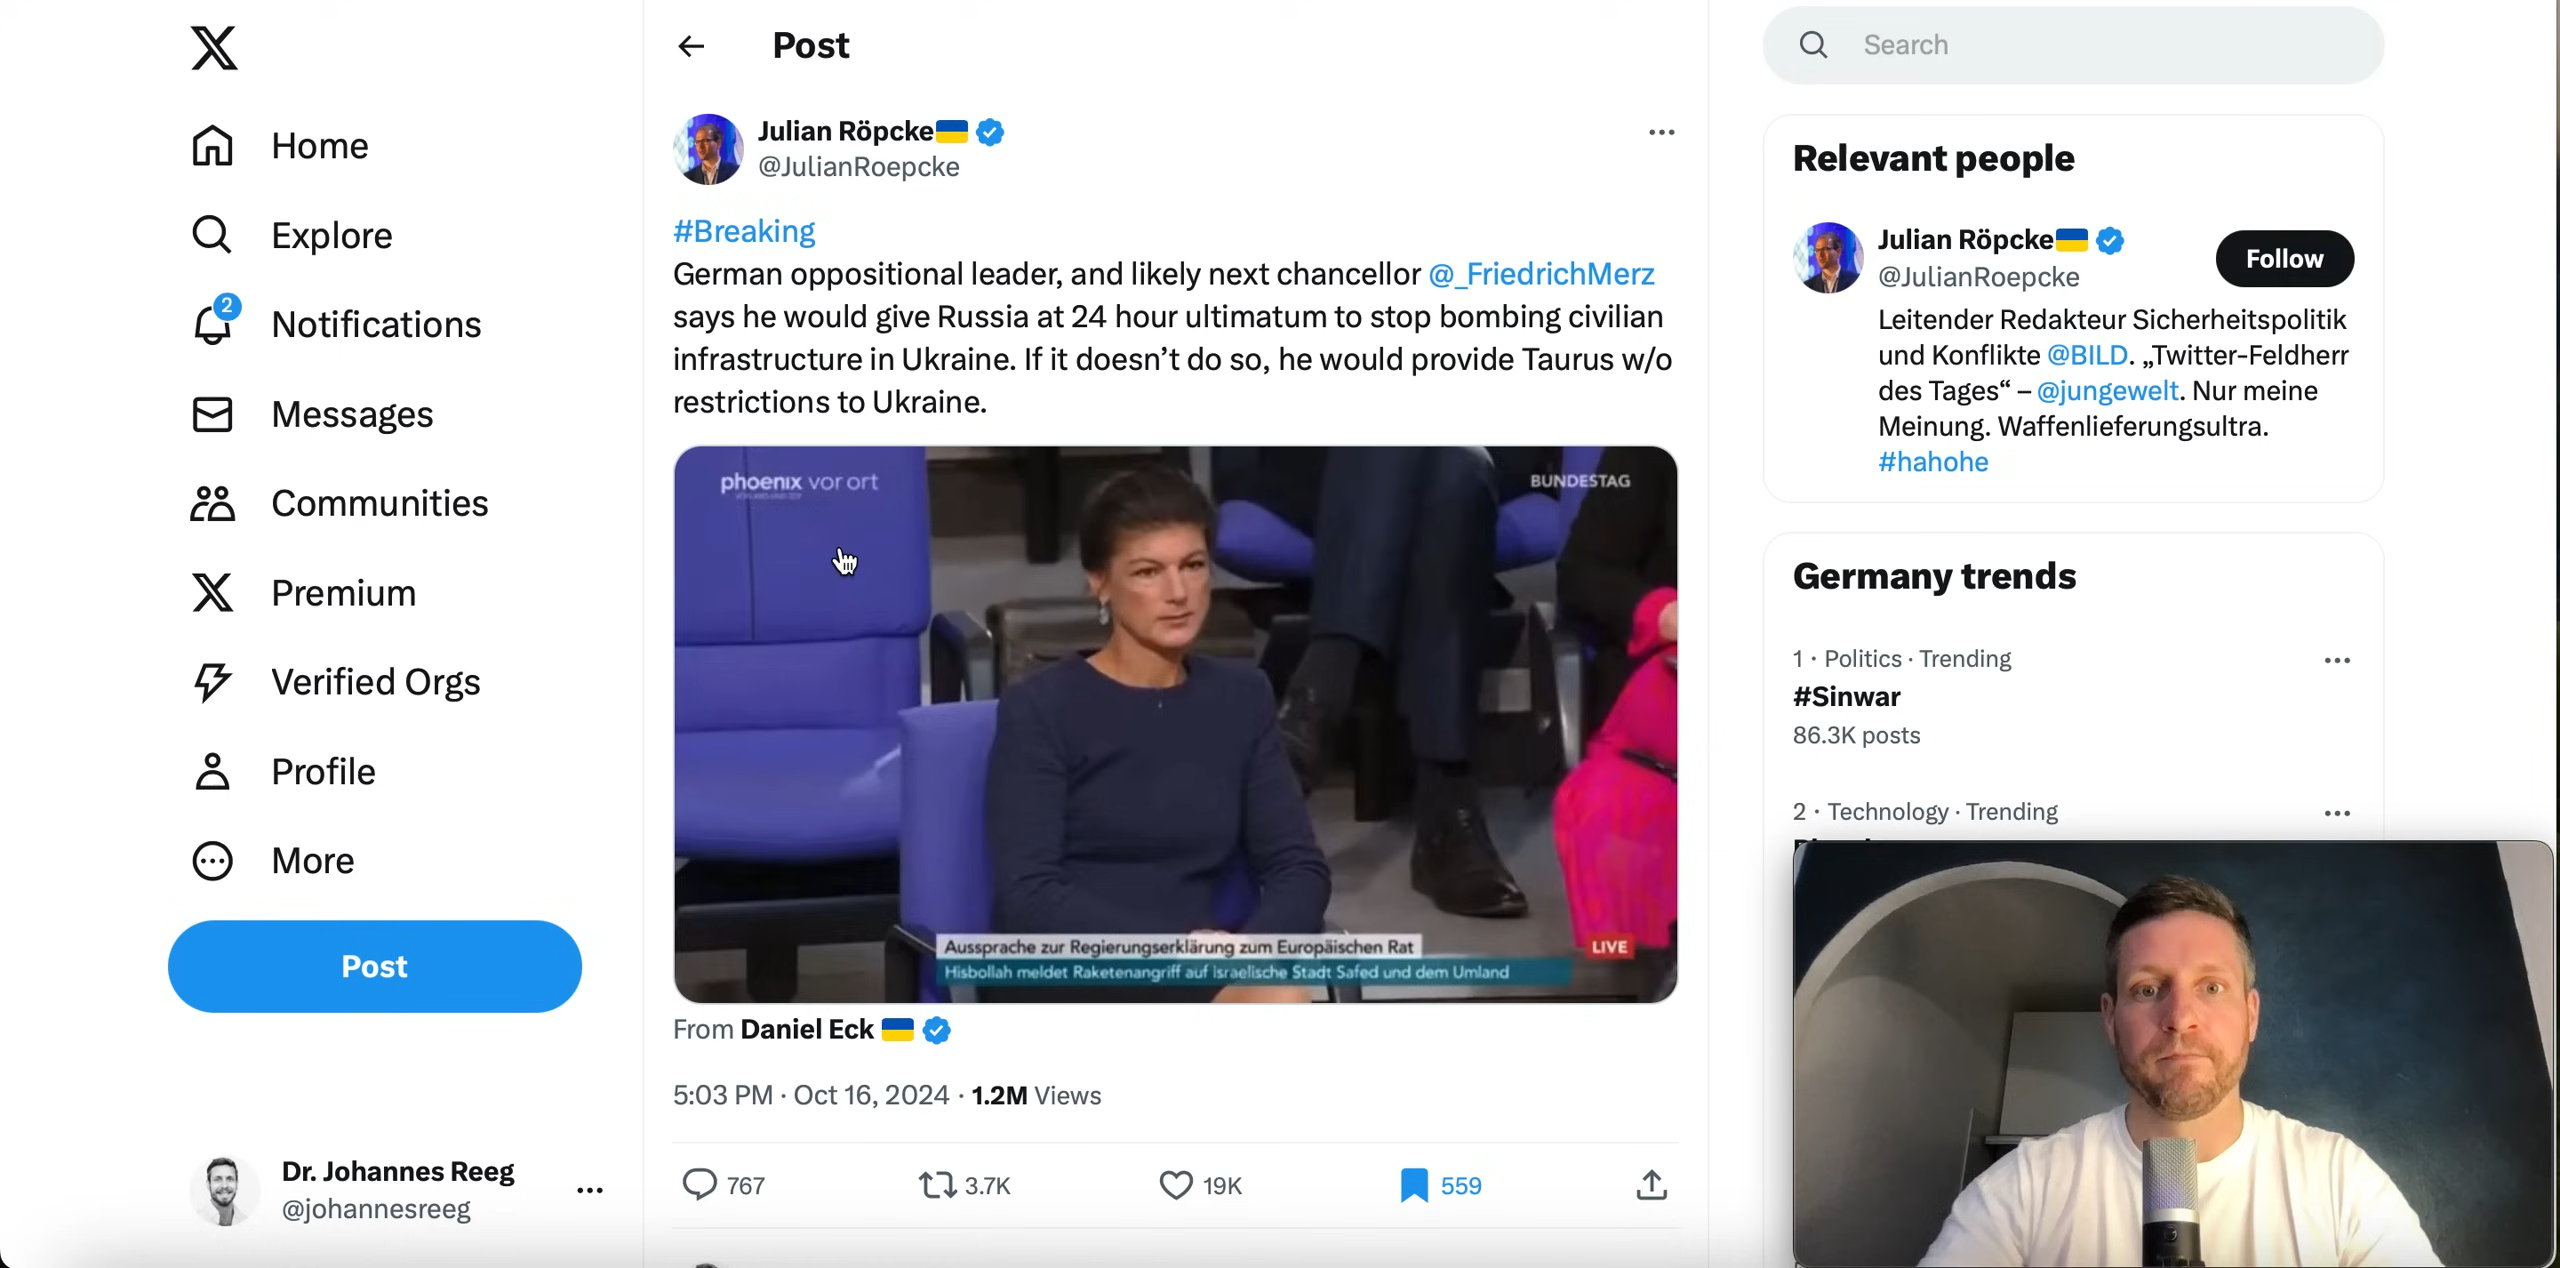 Home
Explore
2
Notifications
Messages
Communities
Premium
Verified Orgs
Profile
More
Post
Dr. Johannes Reeg
@johannesreeg
Post
Julian Röpcke
@JulianRoepcke
#Breaking
German oppositional leader, and likely next chancellor @_FriedrichMerz
says he would give Russia at 24 hour ultimatum to stop bombing civilian
infrastructure in Ukraine. If it doesn’t do so, he would provide Taurus w/o
restrictions to Ukraine.
phoenix vor ort
BUNDESTAG
Aussprache zur Regierungserklärung zum Europäischen Rat
LIVE
Hisbollah meldet Raketenangriff auf israelische Stadt Safed und dem Umland
From Daniel Eck
5:03 PM · Oct 16, 2024 · 1.2M Views
767
3.7K
19K
559
Search
Relevant people
Julian Röpcke
@JulianRoepcke
Follow
Leitender Redakteur Sicherheitspolitik
und Konflikte @BILD. „Twitter-Feldherr
des Tages“ – @jungewelt. Nur meine
Meinung. Waffenlieferungsultra.
#hahohe
Germany trends
1 · Politics · Trending
#Sinwar
86.3K posts
2 · Technology · Trending